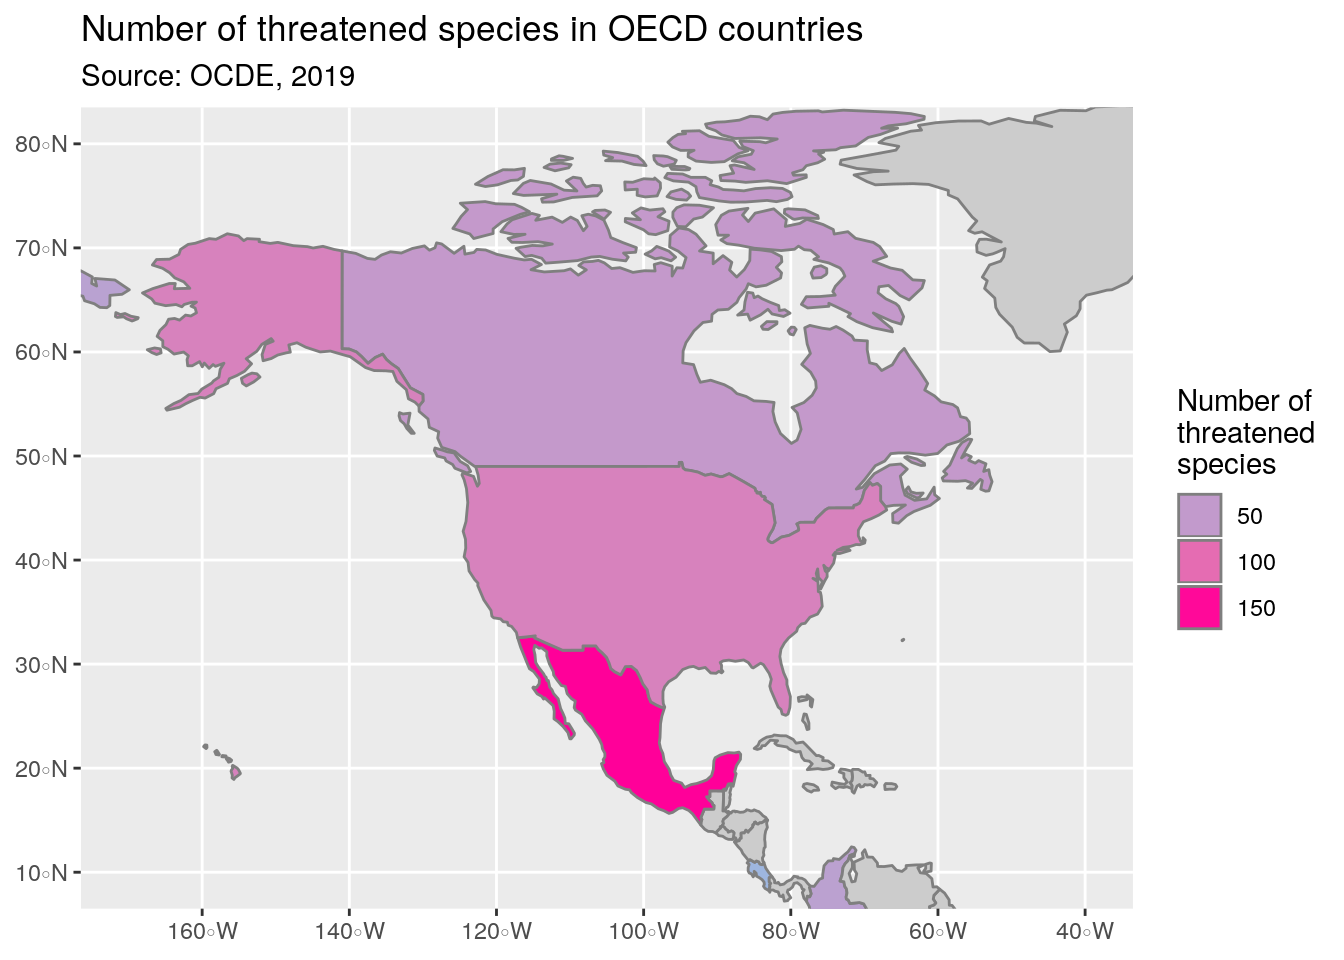 Number of threatened species in OECD countries
Source: OCDE, 2019
80◦N
70◦N
60◦N
50◦N
40◦N
30◦N
20◦N
10◦N
160◦W
140◦W
120◦W
100◦W
80◦W
60◦W
40◦W
Number of
threatened
species
50
100
150